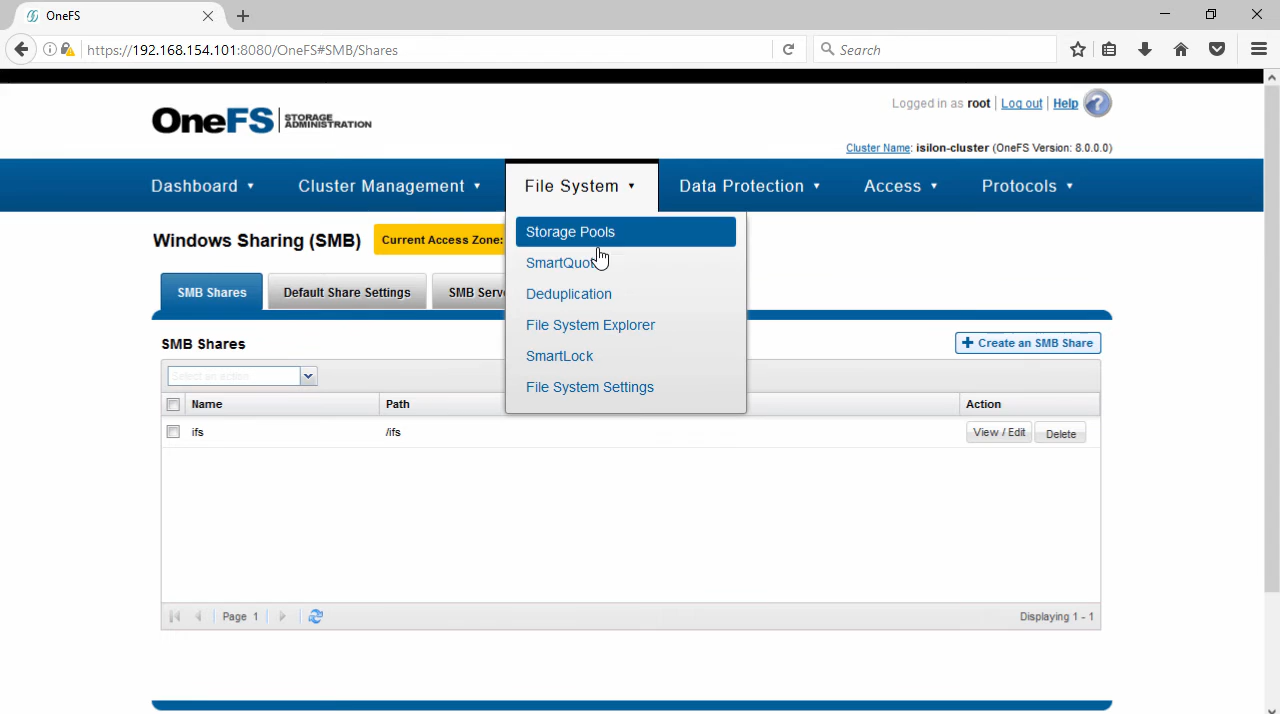 OneFS
https://192.168.154.101:8080/OneFS#SMB/Shares
Search
OneFS STORAGE ADMINISTRATION
Logged in as root Log out Help
Cluster Name: isilon-cluster (OneFS Version: 8.0.0.0)
Dashboard Cluster Management File System Data Protection Access Protocols
Windows Sharing (SMB) Current Access Zone:
Storage Pools
Deduplication
File System Explorer
SmartLock
File System Settings
SMB Shares Default Share Settings SMB
SMB Shares
+ Create an SMB Share
Select an action
Name Path Action
ifs /ifs View / Edit Delete
Page 1 Displaying 1 - 1